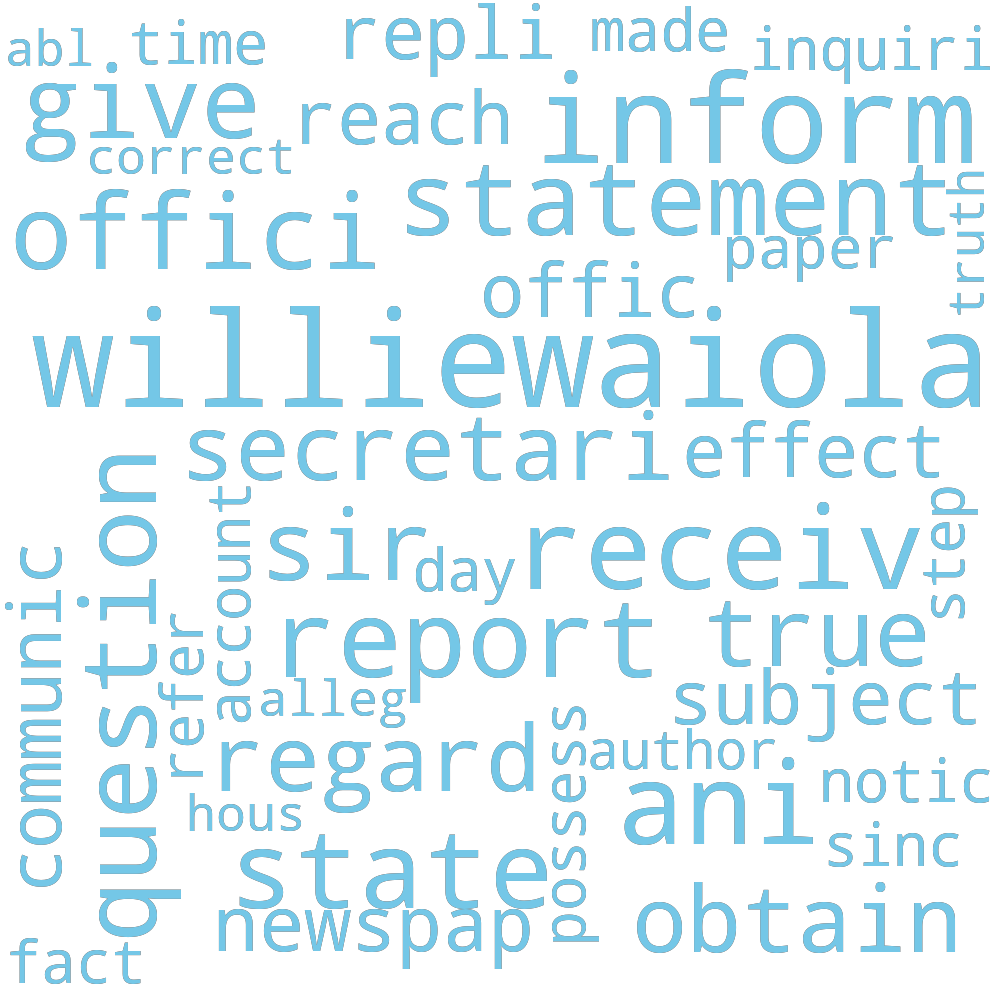 abl time repli made inquiri
give reach inform
correct
offici statement truth
paper
offic
williewaiola
secretari effect
question account sir day receiv step
communic refer report true
alleg subject
regard possess author notic
hous ani sinc
state
newspap obtain
fact